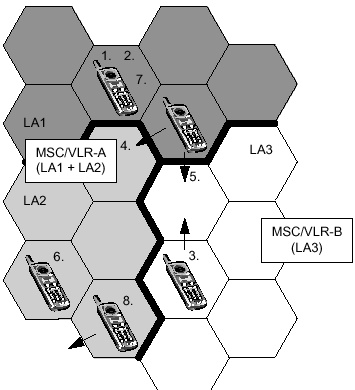 1. 2.
7.
LA1
4.
MSC/VLR-A
(LA1 + LA2)
LA3
5.
LA2
MSC/VLR-B
(LA3)
6.
3.
8.